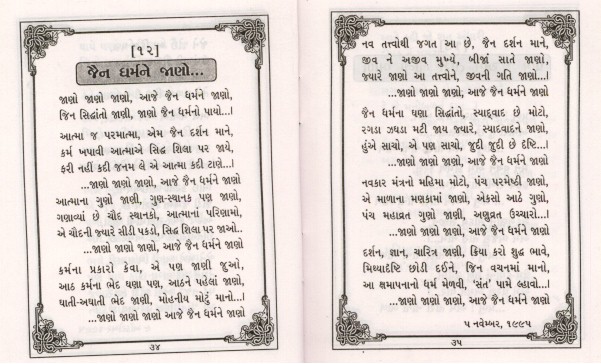 [૧૨]
જૈન ધર્મને જાણો...
જાણો જાણો જાણો, આજે જૈન ધર્મને જાણો,
જિન સિદ્ધાંતો જાણી, જાણો જૈન ધર્મનો પાયો...!
આત્મા જ પરમાત્મા, એમ જૈન દર્શન માને,
કર્મ ખપાવી આત્માએ સિદ્ધ શિલા પર જાયે,
ફરી નહીં કદી જનમ લે એ આત્મા કદી ટાણે...!
...જાણો જાણો જાણો, આજે જૈન ધર્મને જાણો
આત્માના ગુણો જાણી, ગુણ-સ્થાનક પણ જાણો,
ગણાવ્યાં છે ચૌદ સ્થાનકો, આત્માનાં પરિણામો,
એ ચૌદની જ્યારે સીડી પકડો, સિદ્ધ શિલા પર જાઓ..
...જાણો જાણો જાણો, આજે જૈન ધર્મને જાણો
કર્મના પ્રકારો કેવા, એ પણ જાણી જુઓ,
આઠ કર્મના ભેદ ઘણા પણ, આઠને પહેલાં જાણો,
ઘાતી-અઘાતી ભેદ જાણી, મોહનીય મોટું માનો...!
...જાણો જાણો જાણો આજે જૈન ધર્મને જાણો
૩૪
નવ તત્ત્વોથી જગત આ છે, જૈન દર્શન માને,
જીવ ને અજીવ મુખ્યે, બીજાં સાતે જાણો,
જ્યારે જાણો આ તત્ત્વોને, જીવની ગતિ જાણો...!
...જાણો જાણો જાણો, આજે જૈન ધર્મને જાણો
જૈન ધર્મના ઘણા સિદ્ધાંતો, સ્યાદ્‌વાદ છે મોટો,
રગડા ઝઘડા મટી જાય જ્યારે, સ્યાદવાદને જાણો,
હુંએ સાચો, એ પણ સાચો, જુદી જુદી છે દષ્ટિ...!
...જાણો જાણો જાણો, આજે જૈન ધર્મને જાણો
નવકાર મંત્રનો મહિમા મોટો, પંચ પરમેષ્ઠી જાણો,
એ માળાના મણકામાં જાણો, એકસો આઠે ગુણો,
પંચ મહાવ્રત ગુણો જાણી, અણુવ્રત ઉચ્ચારો...!
...જાણો જાણો જાણો, આજે જૈન ધર્મને જાણો
દર્શન, જ્ઞાન, ચારિત્ર જાણી, ક્રિયા કરો શુદ્ધ ભાવે,
મિથ્યાદષ્ટિ છોડી દઈને, જિન વચનમાં માનો,
આ ક્ષમાપનાનો ધર્મ મેળવી, 'સંત' પામે લ્હાવો...!
...જાણો જાણો જાણો, આજે જૈન ધર્મને જાણો
૫ નવેમ્બર, ૧૯૯૫
૩૫